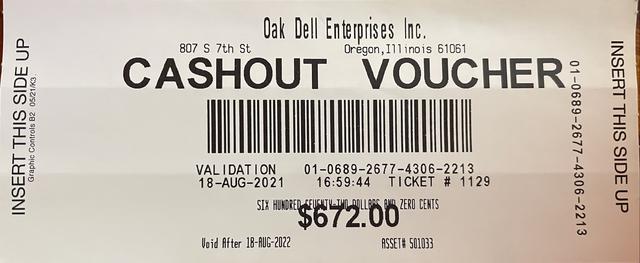 Oak Dell Enterprises Inc.
807 S 7th St Oregon,Illinois 61061
CASHOUT VOUCHER
INSERT THIS SIDE UP
Graphic Controls B2 05/21/K3
VALIDATION 01-0689-2677-4306-2213
18-AUG-2021 16:59:44 TICKET # 1129
SIX HUNDRED SEVENTY-TWO DOLLARS AND ZERO CENTS
$672.00
Void After 18-AUG-2022 ASSET# 501033
01-0689-2677-4306-2213
INSERT THIS SIDE UP